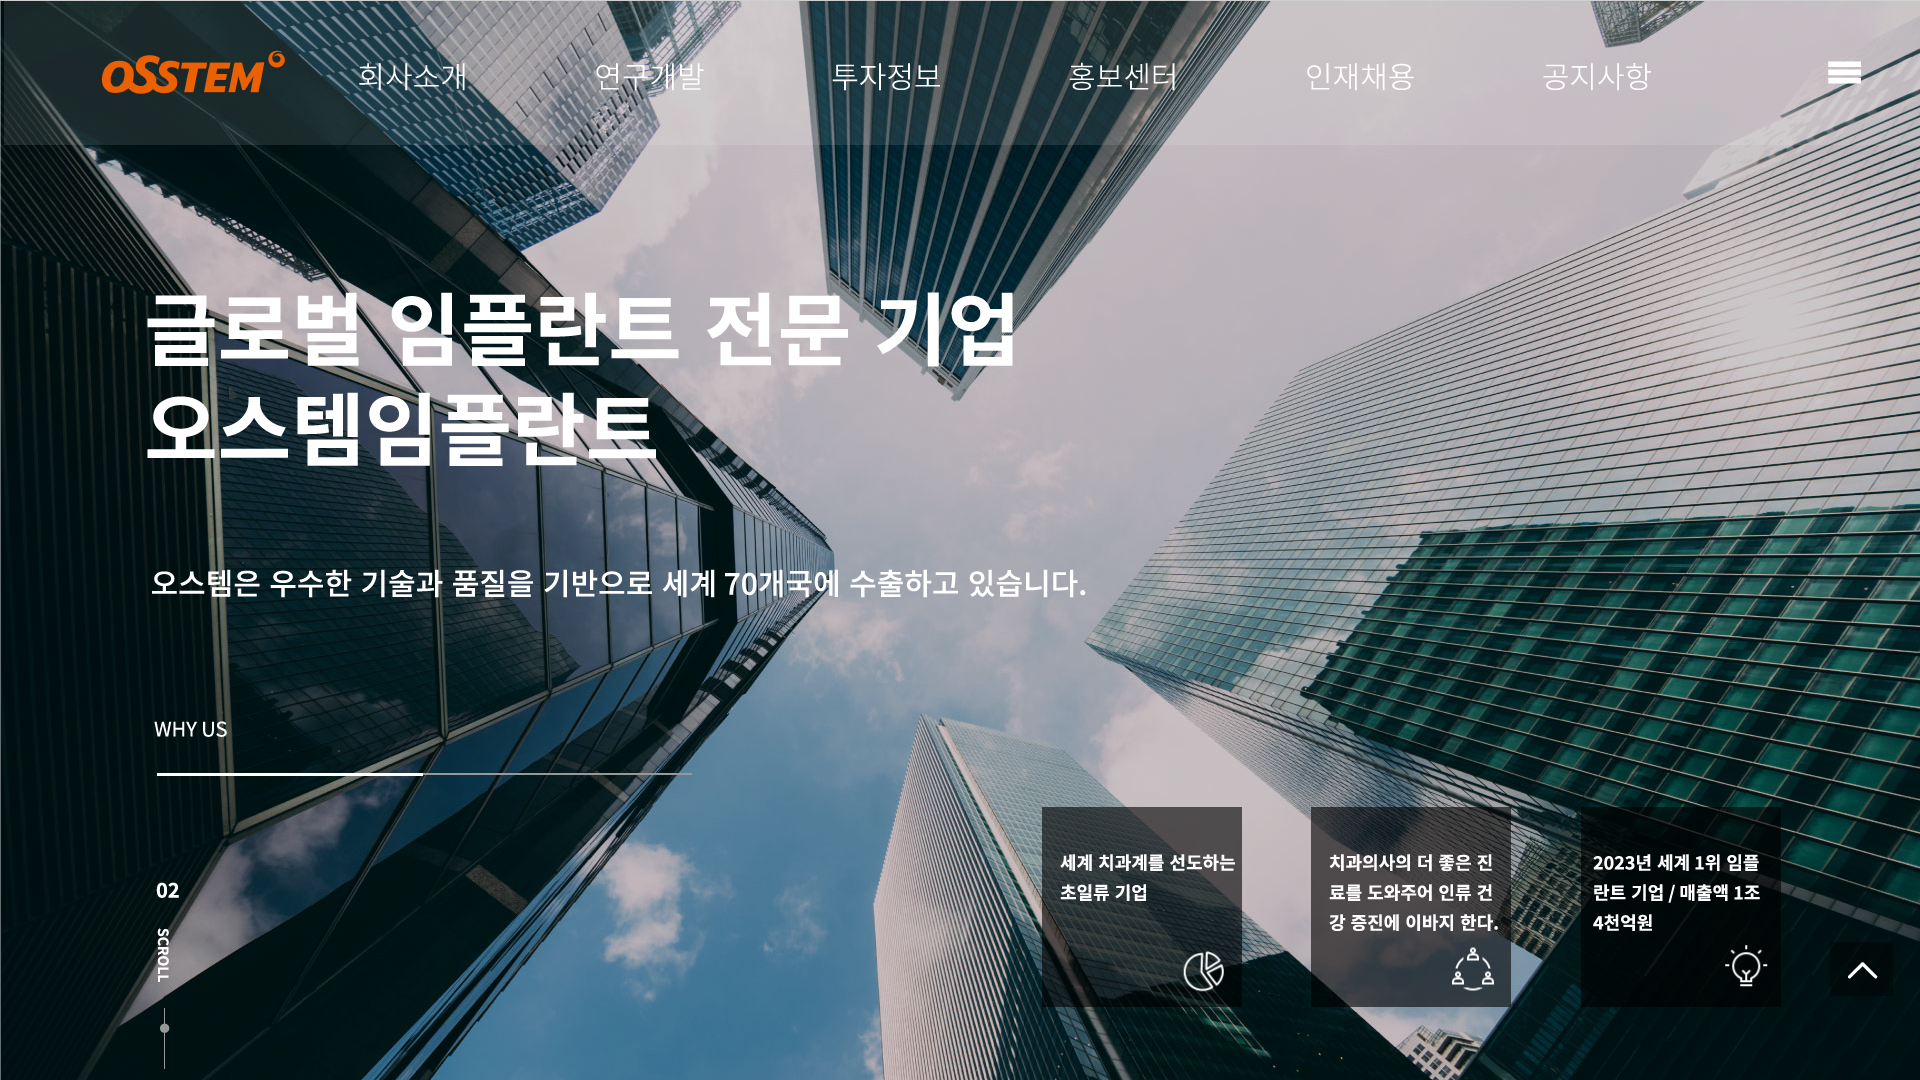 OSSTEM
회사소개
연구개발
투자정보
홍보센터
인재채용
공지사항
글로벌 임플란트 전문 기업
오스템임플란트
오스템은 우수한 기술과 품질을 기반으로 세계 70개국에 수출하고 있습니다.
WHY US
02
SCROLL
세계 치과계를 선도하는
초일류 기업
치과의사의 더 좋은 진
료를 도와주어 인류 건
강 증진에 이바지 한다.
2023년 세계 1위 임플
란트 기업 / 매출액 1조
4천억원